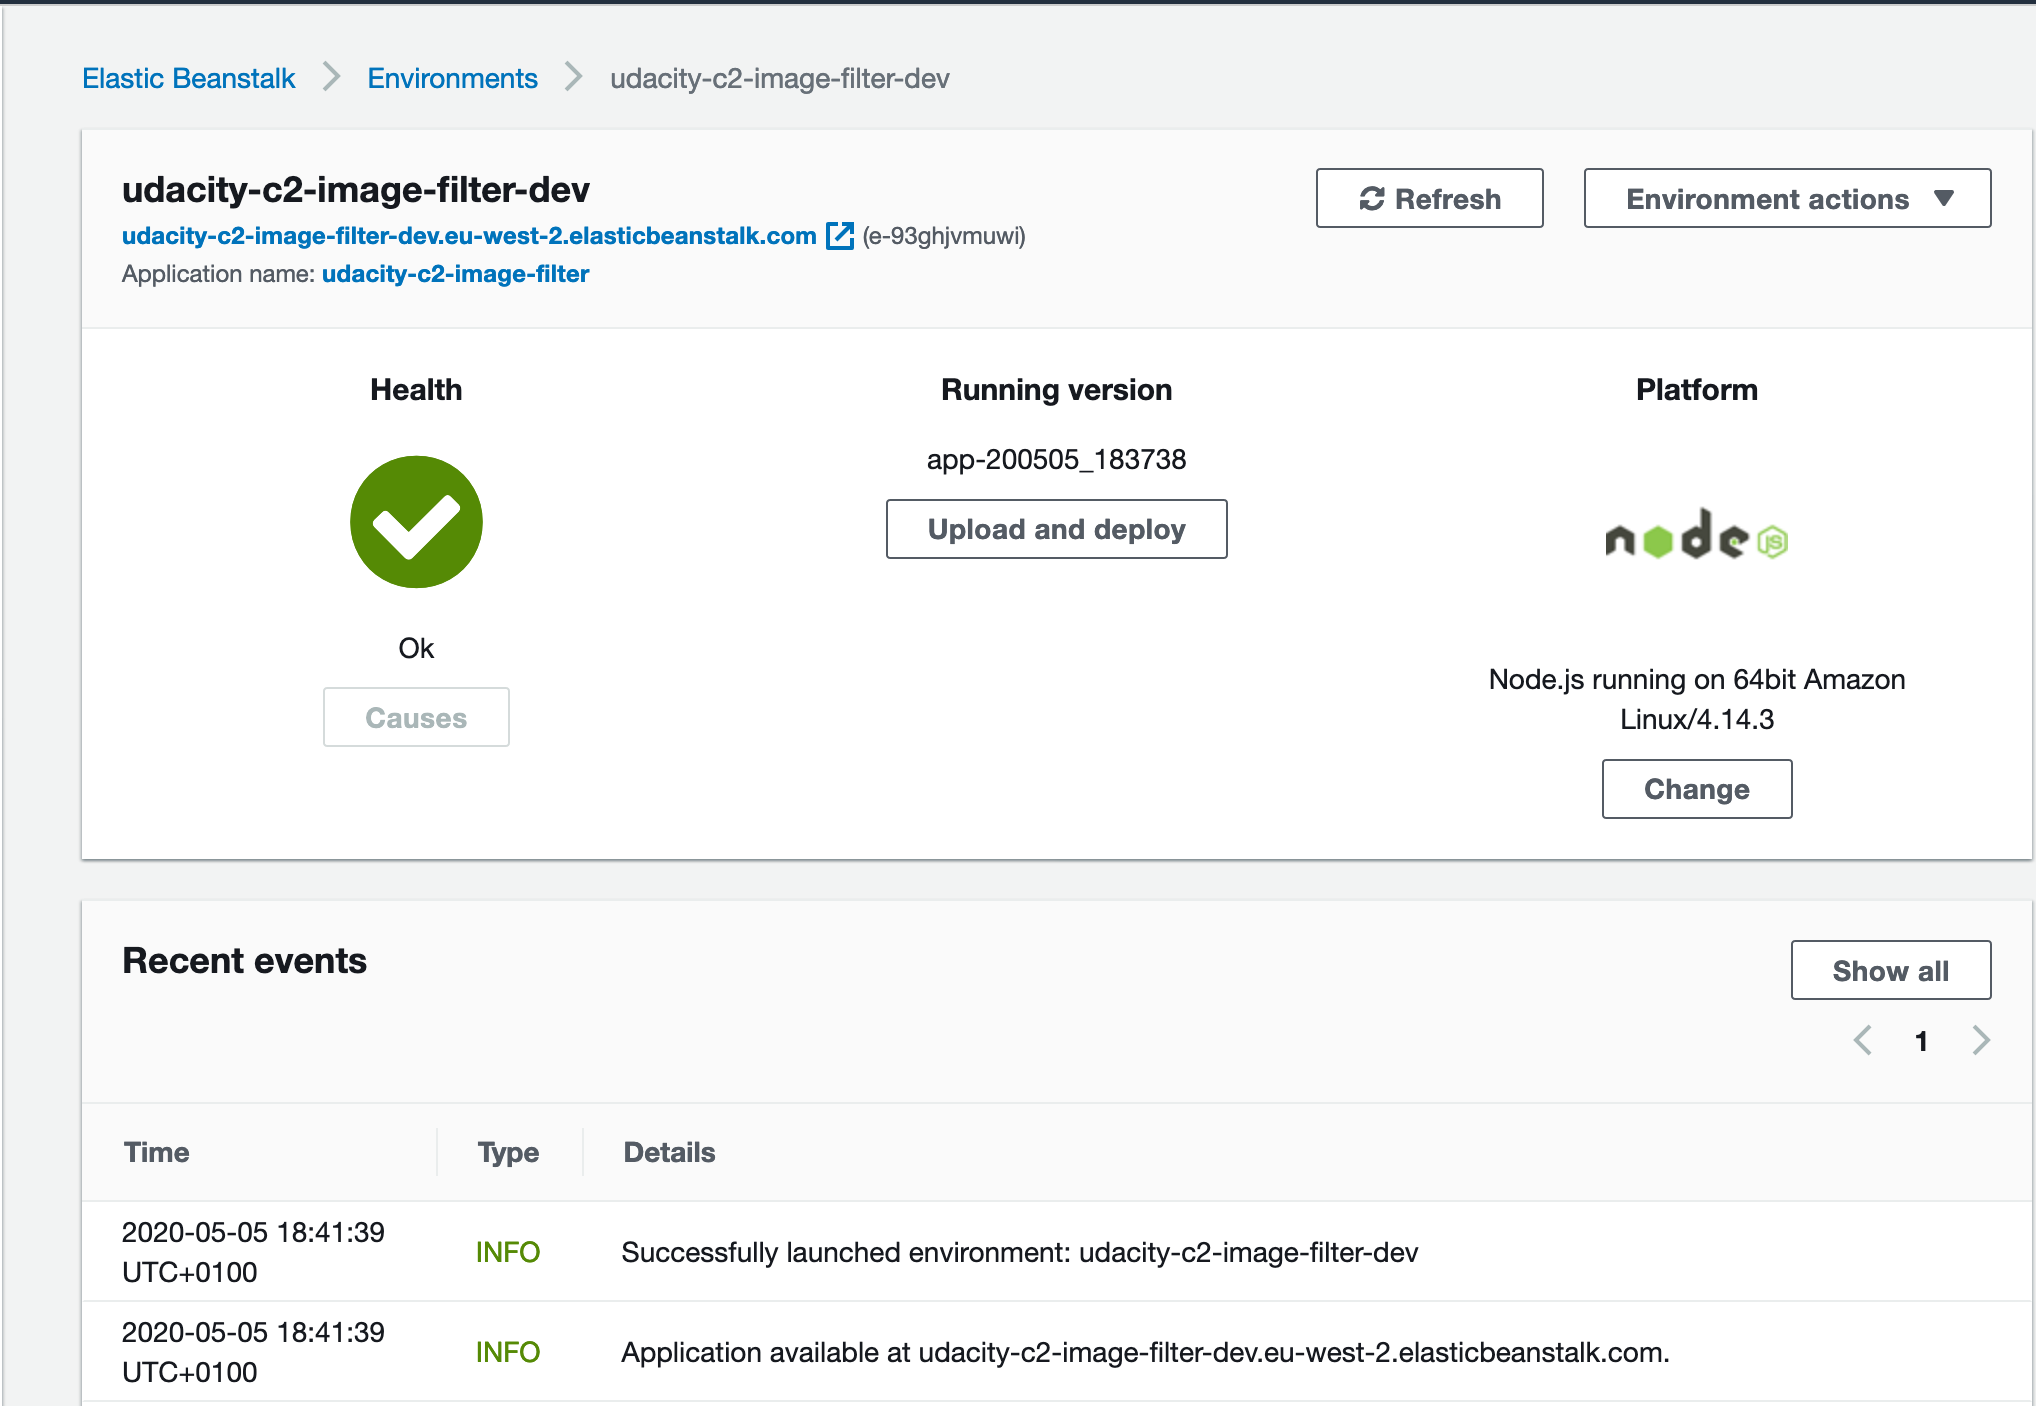 Elastic Beanstalk > Environments > udacity-c2-image-filter-dev
udacity-c2-image-filter-dev
Refresh
Environment actions ▼
udacity-c2-image-filter-dev.eu-west-2.elasticbeanstalk.com (e-93ghjvmuwi)
Application name: udacity-c2-image-filter
Health
Ok
Causes
Running version
app-200505_183738
Upload and deploy
Platform
node JS
Node.js running on 64bit Amazon
Linux/4.14.3
Change
Recent events
Show all
< 1 >
Time Type Details
2020-05-05 18:41:39
UTC+0100
INFO
Successfully launched environment: udacity-c2-image-filter-dev
2020-05-05 18:41:39
UTC+0100
INFO
Application available at udacity-c2-image-filter-dev.eu-west-2.elasticbeanstalk.com.